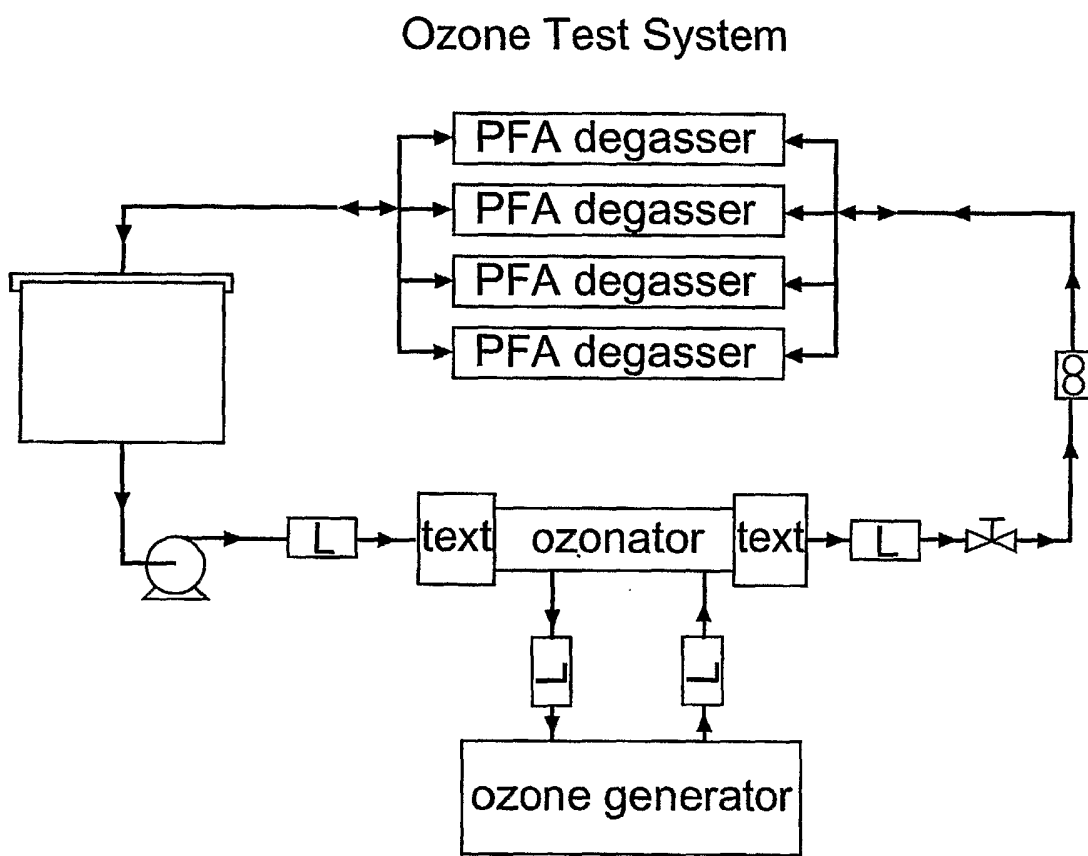 Ozone Test System
PFA degasser
PFA degasser
PFA degasser
PFA degasser
L
text
ozonator
text
L
L
L
ozone generator